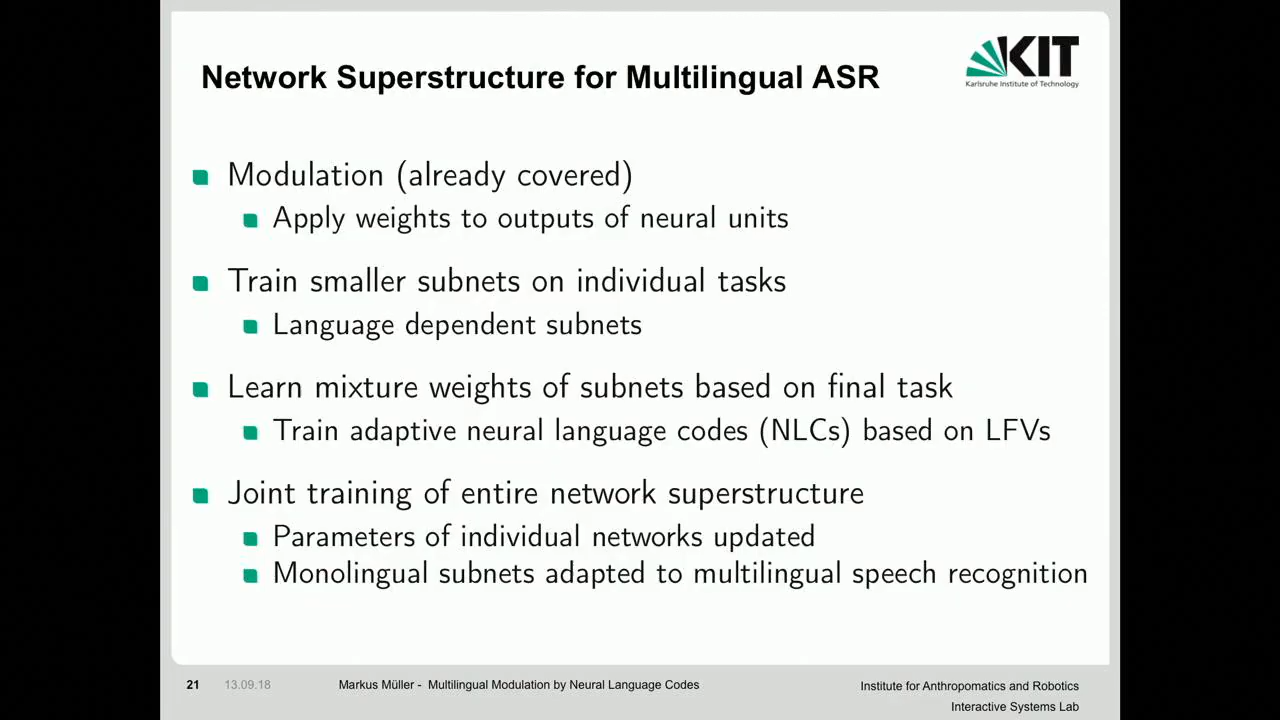 Network Superstructure for Multilingual ASR
KIT
Karlsruhe Institute of Technology
Modulation (already covered)
Apply weights to outputs of neural units
Train smaller subnets on individual tasks
Language dependent subnets
Learn mixture weights of subnets based on final task
Train adaptive neural language codes (NLCs) based on LFVs
Joint training of entire network superstructure
Parameters of individual networks updated
Monolingual subnets adapted to multilingual speech recognition
21 13.09.18 Markus Müller - Multilingual Modulation by Neural Language Codes
Institute for Anthropomatics and Robotics
Interactive Systems Lab